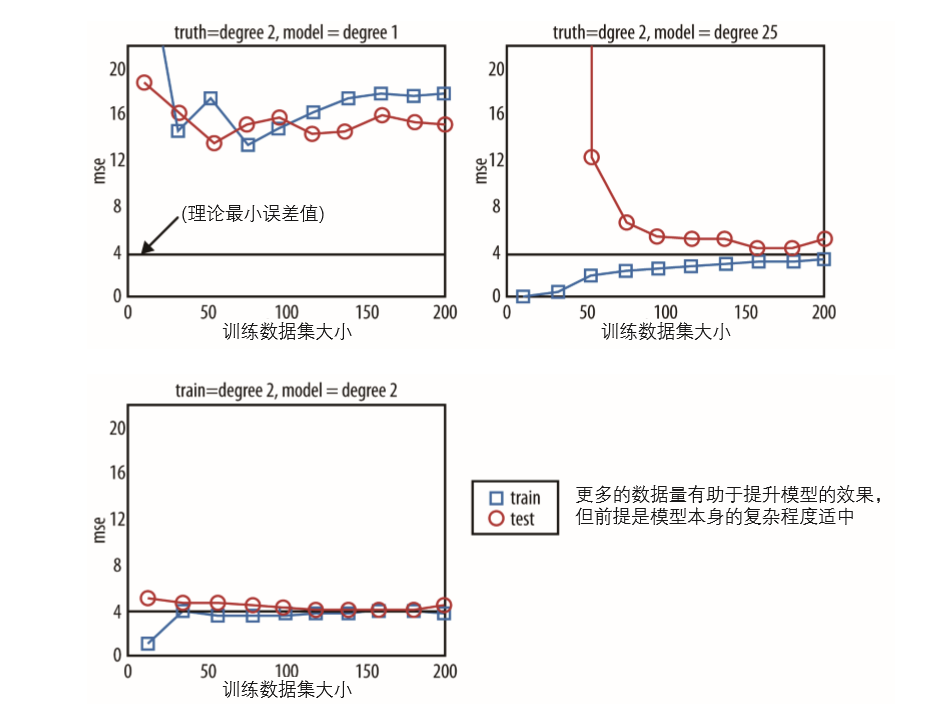 truth=degree 2, model = degree 1
20
16
12
8
4
0
mse
(理论最小误差值)
0
50
100
150
200
训练数据集大小
truth=dgree 2, model = degree 25
20
16
12
8
4
0
mse
0
50
100
150
200
训练数据集大小
train=degree 2, model = degree 2
20
16
12
8
4
0
mse
0
50
100
150
200
训练数据集大小
train
test
更多的数据量有助于提升模型的效果，
但前提是模型本身的复杂程度适中